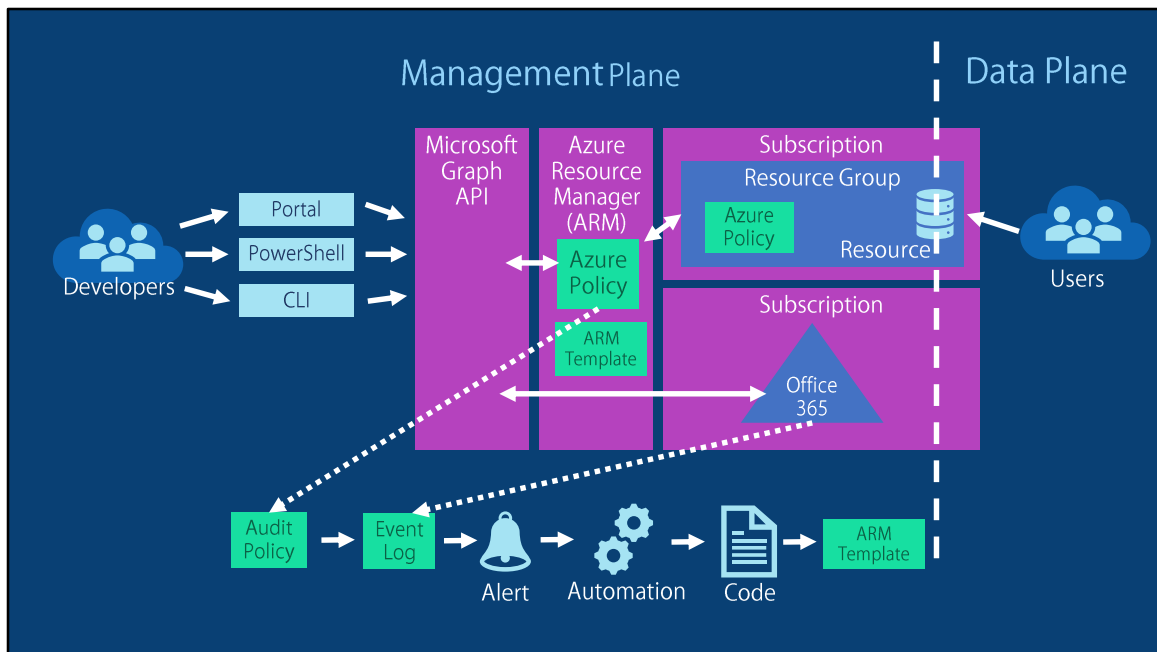 Management Plane
Data Plane
Microsoft
Graph
API
Azure
Resource
Manager
(ARM)
Subscription
Resource Group
Azure
Policy
Resource
Portal
PowerShell
CLI
Developers
Azure
Policy
ARM
Template
Users
Subscription
Office
365
Audit
Policy
Event
Log
Alert
Automation
Code
ARM
Template